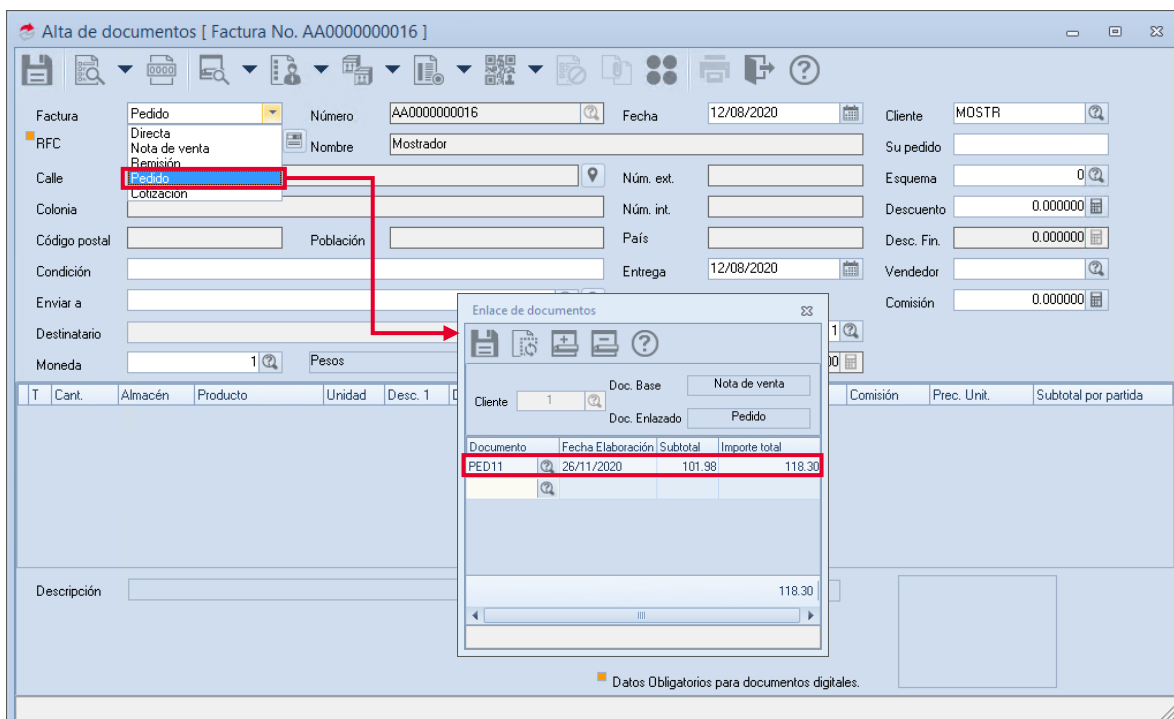 Alta de documentos [ Factura No. AA0000000016 ]
Factura Pedido Número AA0000000016 Fecha 12/08/2020 Cliente MOSTR
Directa
Nota de venta
Remisión
Pedido
Cotización
RFC Nombre Mostrador Su pedido
Calle Núm. ext. Esquema 0
Colonia Núm. int. Descuento 0.000000
Código postal Población País Desc. Fin. 0.000000
Condición Entrega 12/08/2020 Vendedor
Enviar a Comisión 0.000000
Destinatario 1
Moneda 1 Pesos
T Cant. Almacén Producto Unidad Desc. 1 Comisión Prec. Unit. Subtotal por partida
Enlace de documentos
Cliente 1 Doc. Base Nota de venta
Doc. Enlazado Pedido
Documento Fecha Elaboración Subtotal Importe total
PED11 26/11/2020 101.98 118.30
118.30
Descripción
Datos Obligatorios para documentos digitales.